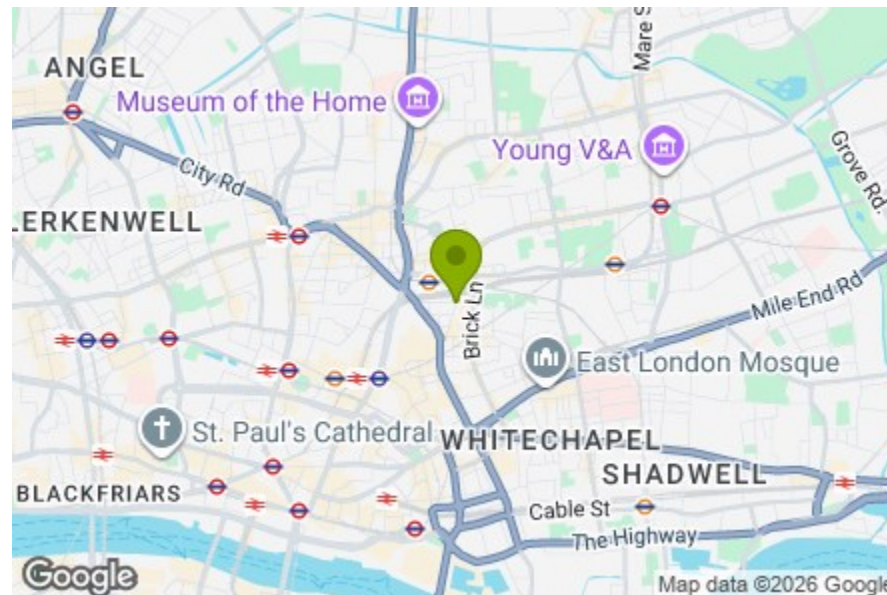 ANGEL
Museum of the Home
Mare S
Young V&A
City Rd
Grove Rd.
LERKENWELL
Brick Ln
Mile End Rd
East London Mosque
St. Paul's Cathedral
WHITECHAPEL
SHADWELL
BLACKFRIARS
Cable St
The Highway
Google
Map data ©2026 Google